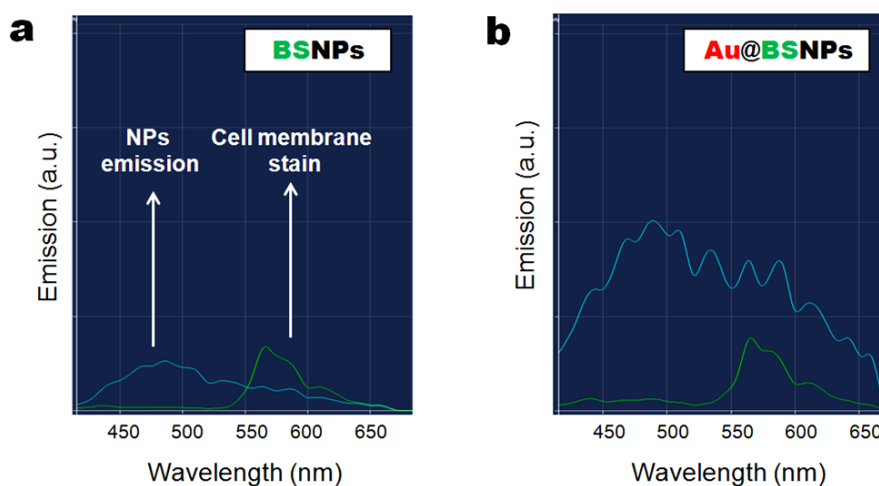 a
BSNPs
NPs
emission
Cell membrane
stain
Emission (a.u.)
450 500 550 600 650
Wavelength (nm)
b
Au@BSNPs
Emission (a.u.)
450 500 550 600 650
Wavelength (nm)